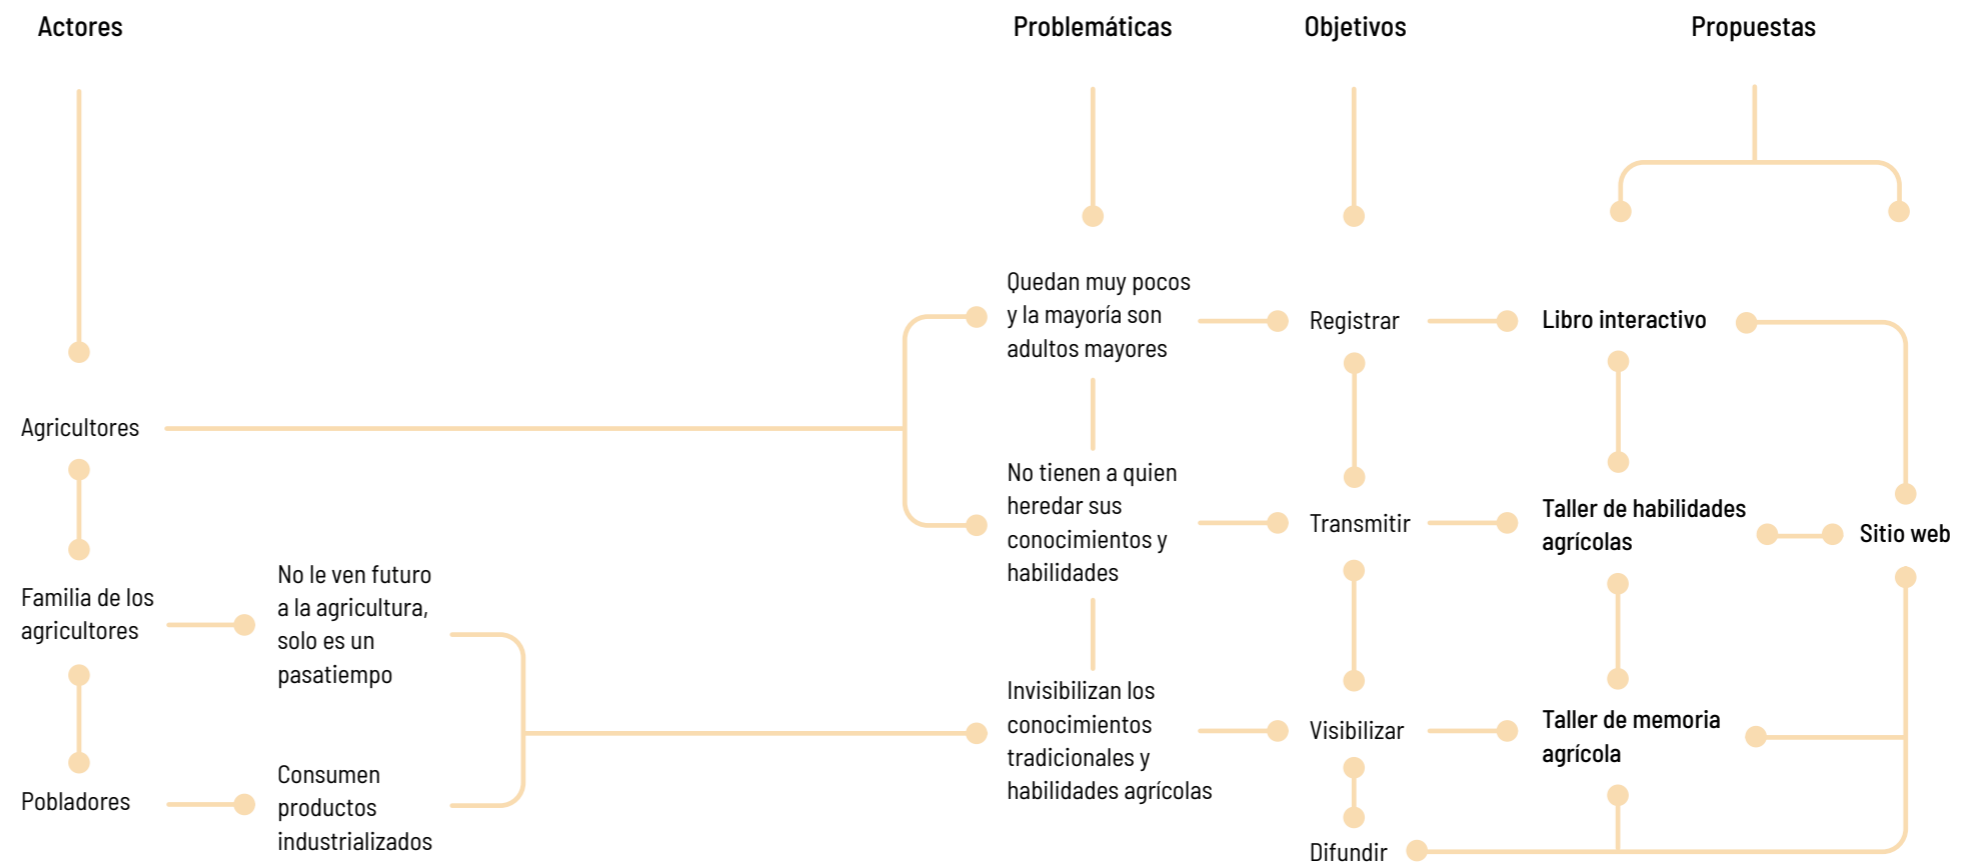 Actores
Problemáticas
Objetivos
Propuestas
Agricultores
Familia de los
agricultores
Pobladores
No le ven futuro
a la agricultura,
solo es un
pasatiempo
Consumen
productos
industrializados
Quedan muy pocos
y la mayoría son
adultos mayores
No tienen a quien
heredar sus
conocimientos y
habilidades
Invisibilizan los
conocimientos
tradicionales y
habilidades agrícolas
Registrar
Transmitir
Visibilizar
Difundir
Libro interactivo
Taller de habilidades
agrícolas
Taller de memoria
agrícola
Sitio web